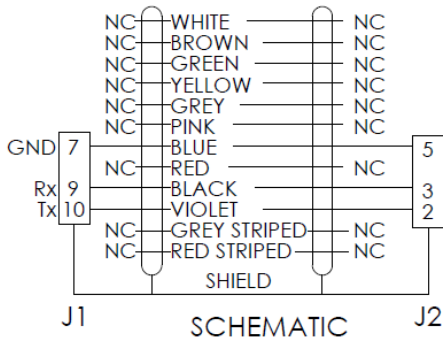 NC WHITE NC
NC BROWN NC
NC GREEN NC
NC YELLOW NC
NC GREY NC
NC PINK NC
GND 7 BLUE 5
NC RED NC
Rx 9 BLACK 3
Tx 10 VIOLET 2
NC GREY STRIPED NC
NC RED STRIPED NC
SHIELD
J1 SCHEMATIC J2